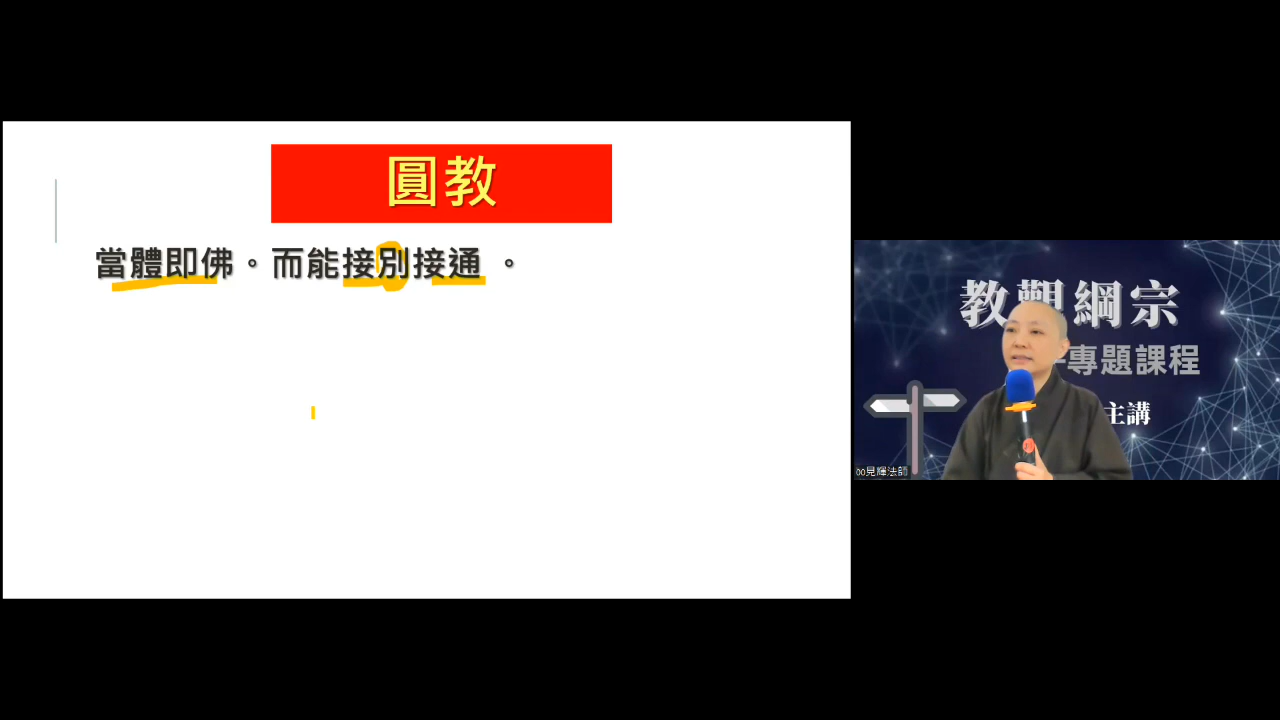 圓教
當體即佛。而能接別接通 。
教觀綱宗
專題課程
主講
見輝法師